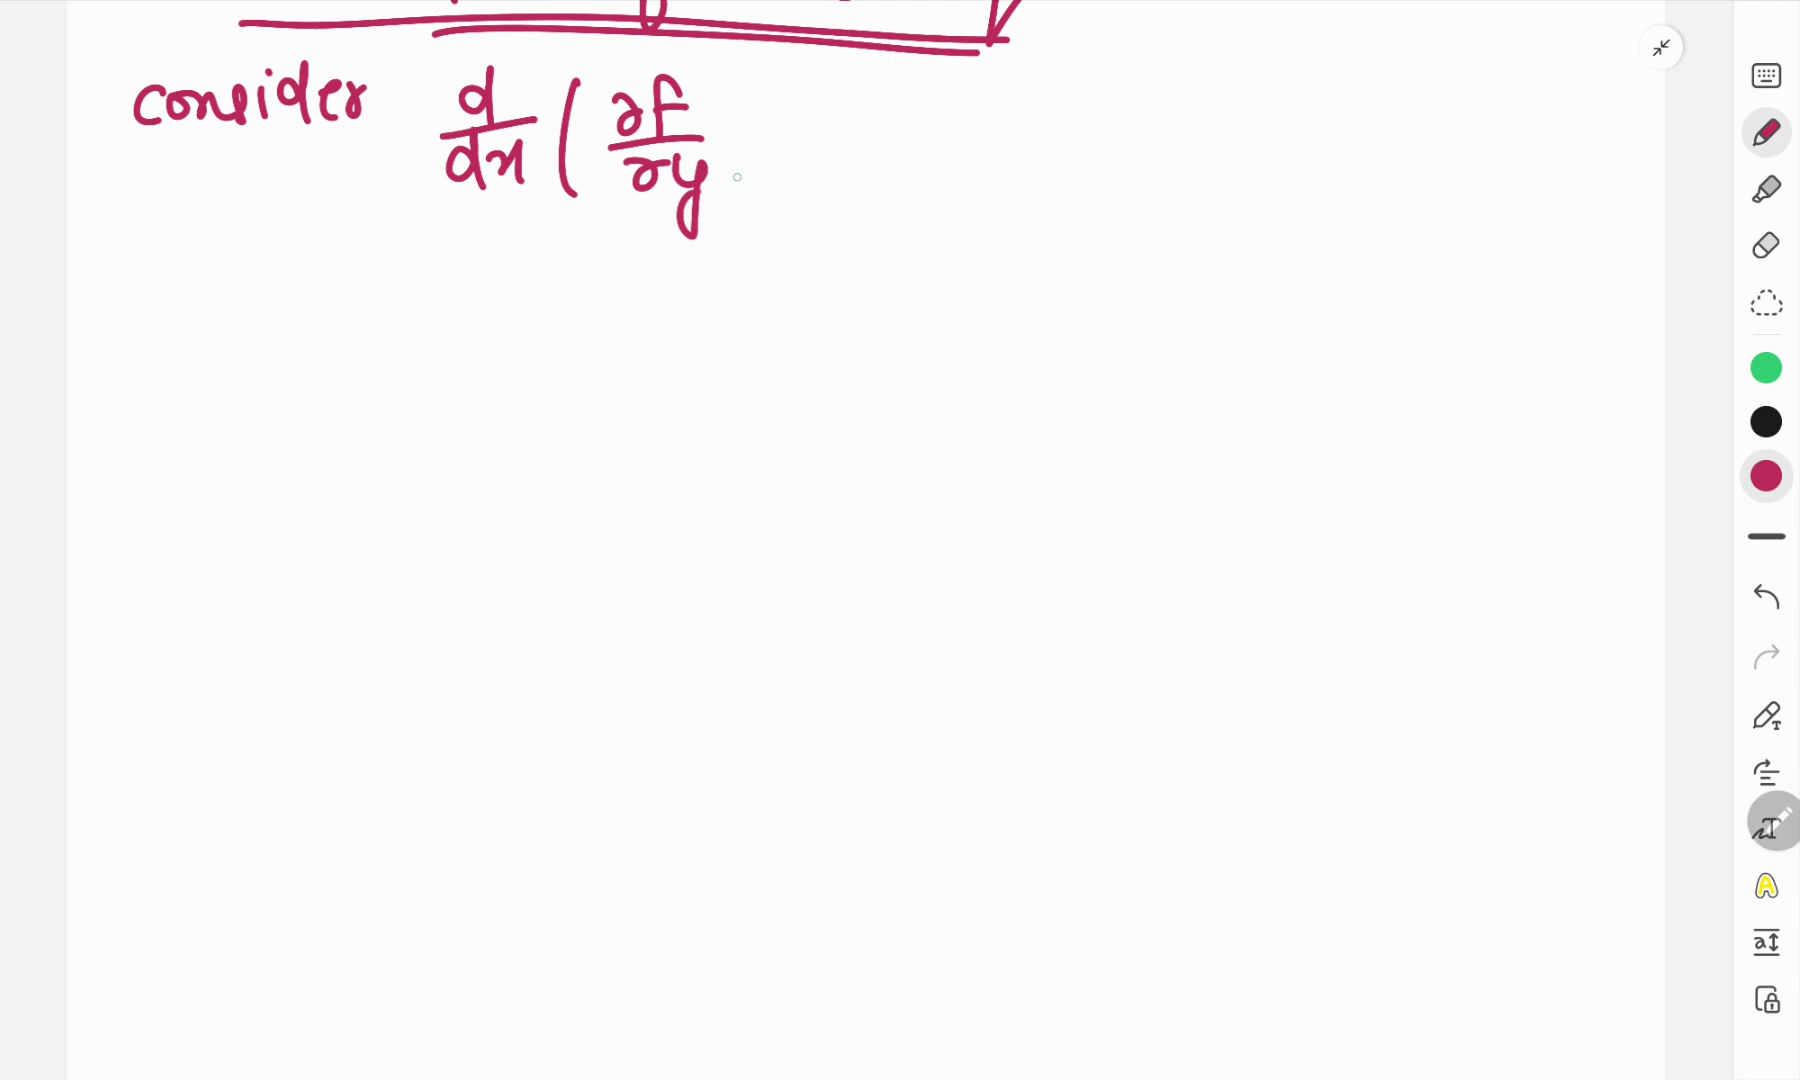 consider d/dx ( ∂F/∂y